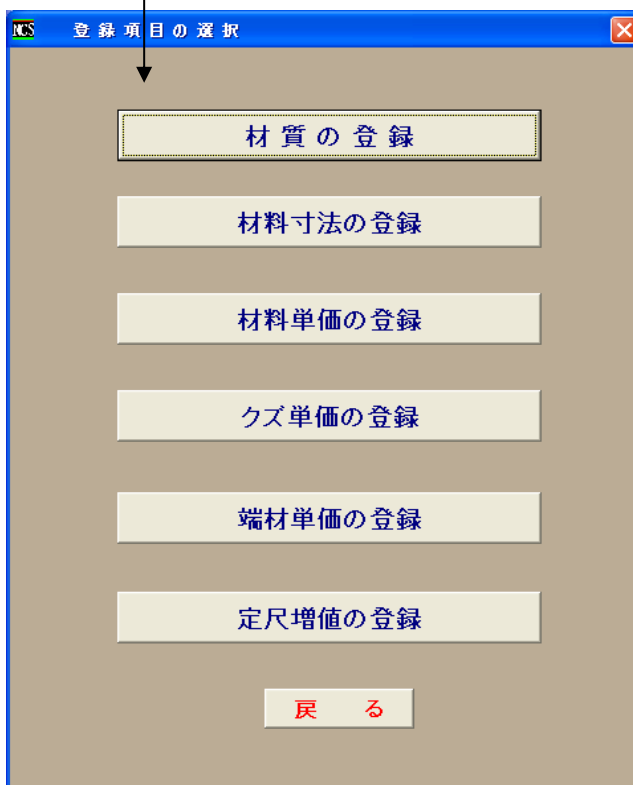 NCS 登録項目の選択
材質の登録
材料寸法の登録
材料単価の登録
クズ単価の登録
端材単価の登録
定尺増値の登録
戻 る